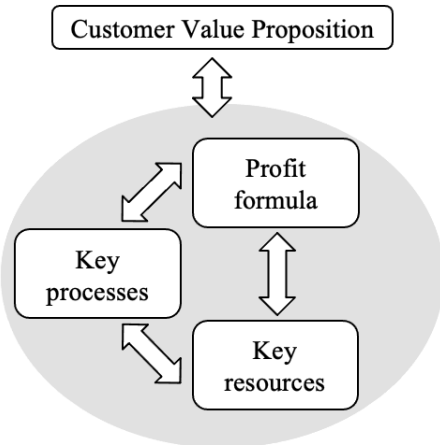 Customer Value Proposition
Profit
formula
Key
processes
Key
resources